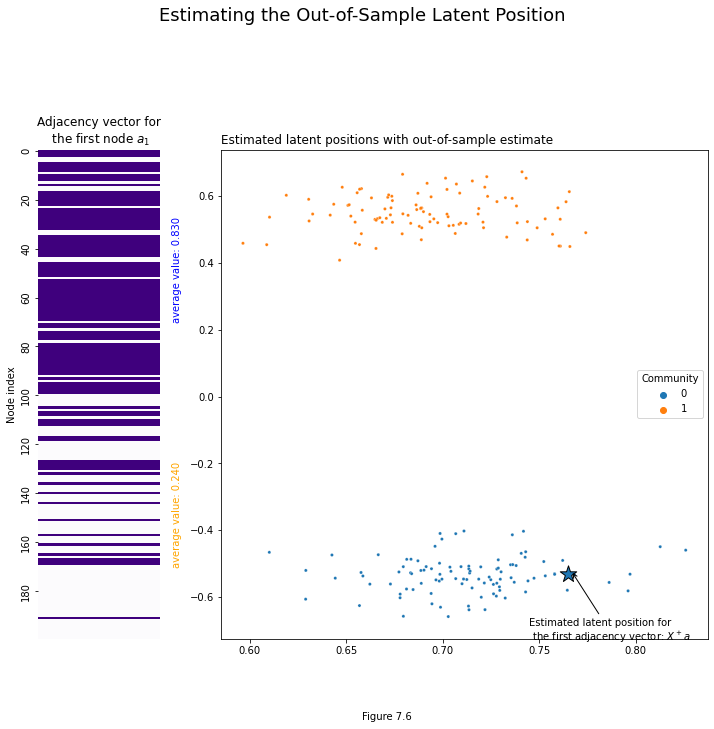 Estimating the Out-of-Sample Latent Position
Adjacency vector for
the first node a₁
0
20
40
60
80
100
120
140
160
180
Node index
average value: 0.830
average value: 0.240
Estimated latent positions with out-of-sample estimate
0.6
0.4
0.2
0.0
−0.2
−0.4
−0.6
0.60
0.65
0.70
0.75
0.80
Community
0
1
Estimated latent position for
the first adjacency vector: X⁺a
Figure 7.6